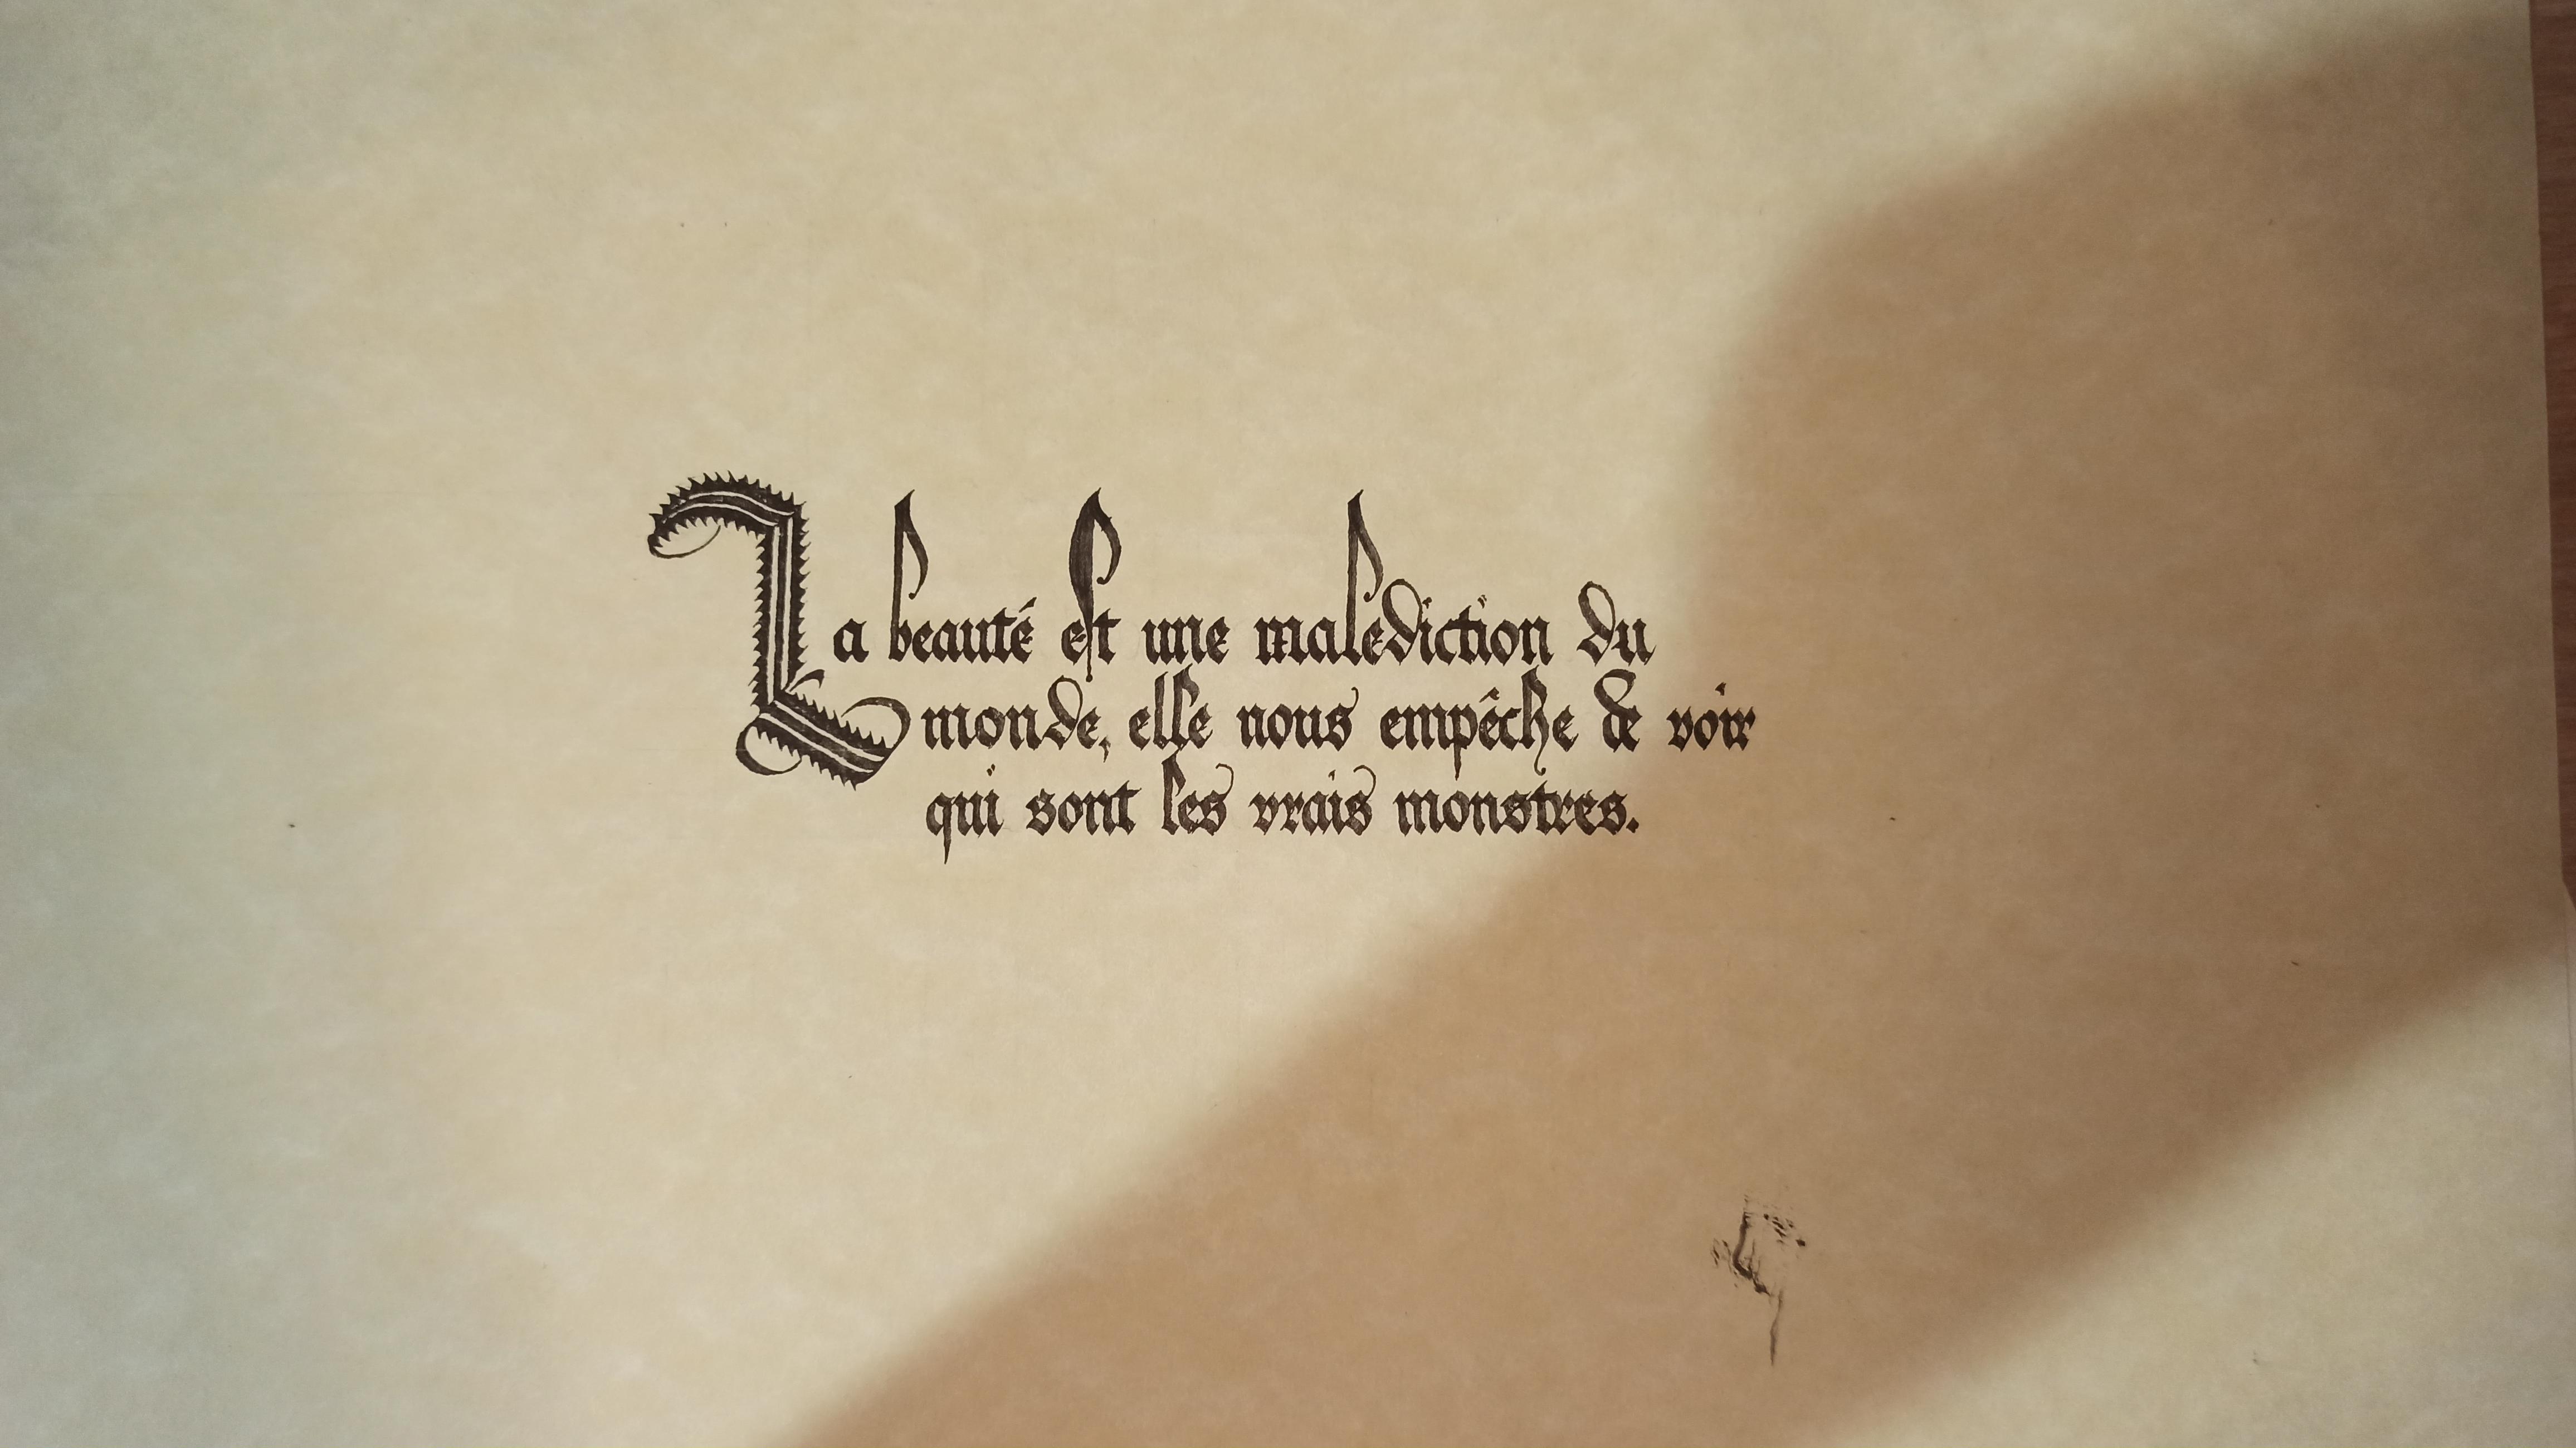 La beauté est une malediction du
monde, elle nous empêche de voir
qui sont les vrais monstres.